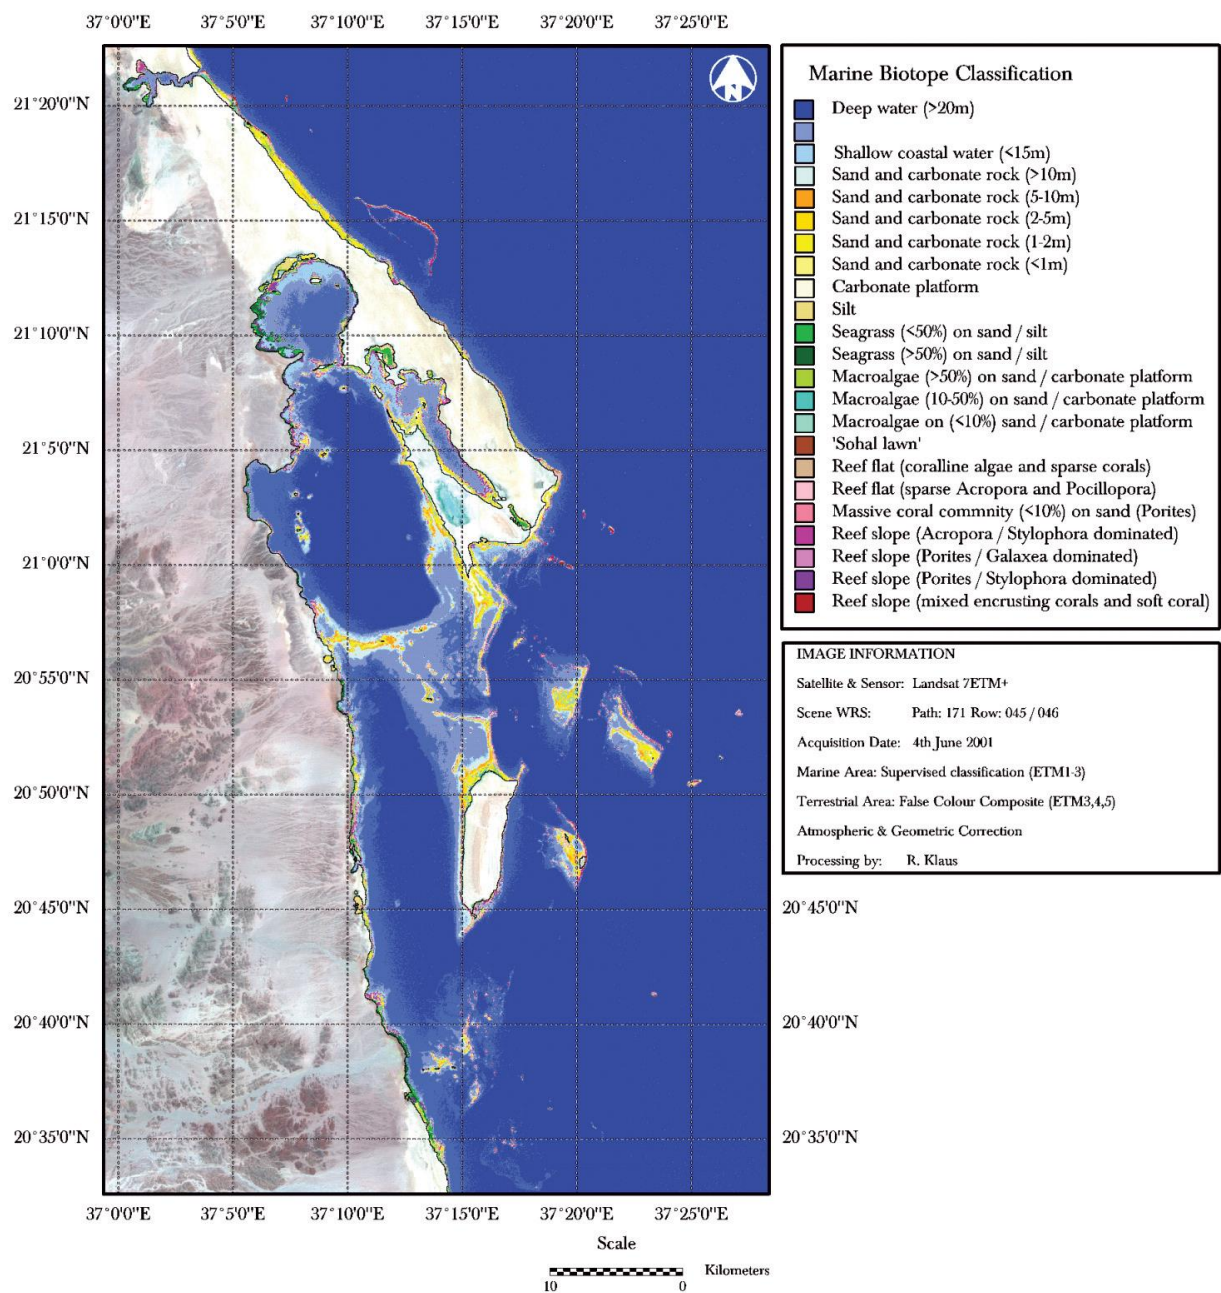 37°0'0"E 37°5'0"E 37°10'0"E 37°15'0"E 37°20'0"E 37°25'0"E
N
21°20'0"N
21°15'0"N
21°10'0"N
21°5'0"N
21°0'0"N
20°55'0"N
20°50'0"N
20°45'0"N
20°40'0"N
20°35'0"N
Marine Biotope Classification
Deep water (>20m)
Shallow coastal water (<15m)
Sand and carbonate rock (>10m)
Sand and carbonate rock (5-10m)
Sand and carbonate rock (2-5m)
Sand and carbonate rock (1-2m)
Sand and carbonate rock (<1m)
Carbonate platform
Silt
Seagrass (<50%) on sand / silt
Seagrass (>50%) on sand / silt
Macroalgae (>50%) on sand / carbonate platform
Macroalgae (10-50%) on sand / carbonate platform
Macroalgae on (<10%) sand / carbonate platform
'Sohal lawn'
Reef flat (coralline algae and sparse corals)
Reef flat (sparse Acropora and Pocillopora)
Massive coral commnity (<10%) on sand (Porites)
Reef slope (Acropora / Stylophora dominated)
Reef slope (Porites / Galaxea dominated)
Reef slope (Porites / Stylophora dominated)
Reef slope (mixed encrusting corals and soft coral)
IMAGE INFORMATION
Satellite & Sensor: Landsat 7ETM+
Scene WRS: Path: 171 Row: 045 / 046
Acquisition Date: 4th June 2001
Marine Area: Supervised classification (ETM1-3)
Terrestrial Area: False Colour Composite (ETM3,4,5)
Atmospheric & Geometric Correction
Processing by: R. Klaus
20°45'0"N
20°40'0"N
20°35'0"N
37°0'0"E 37°5'0"E 37°10'0"E 37°15'0"E 37°20'0"E 37°25'0"E
Scale
Kilometers
10 0